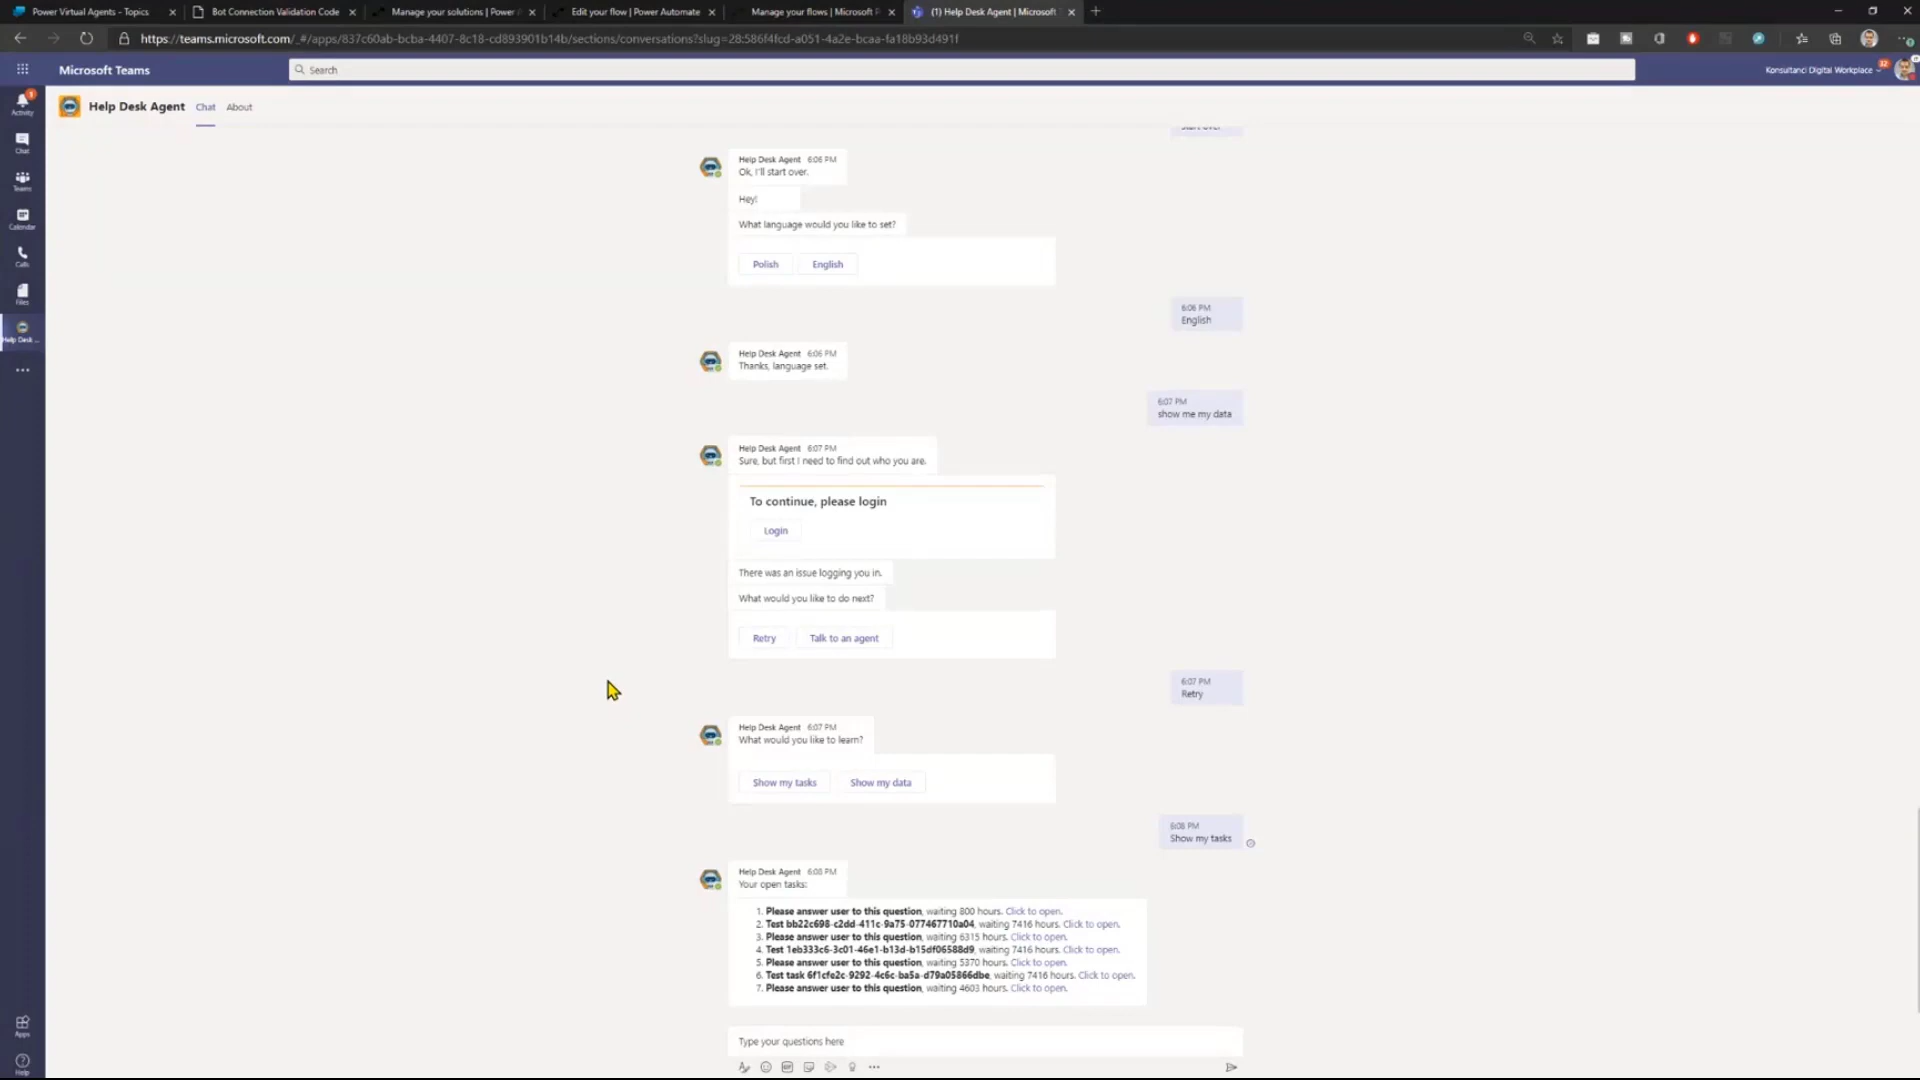 Power Virtual Agents - Topics
Bot Connection Validation Code
Manage your solutions | Power A
Edit your flow | Power Automate
Manage your flows | Microsoft P
(1) Help Desk Agent | Microsoft T
https://teams.microsoft.com/_#/apps/837c60ab-bcba-4407-8c18-cd893901b14b/sections/conversations?slug=28:586f4fcd-a051-4a2e-bcaa-fa18b93d491f
Microsoft Teams
Search
Konsultanci Digital Workplace
32
1
Activity
Chat
Teams
Calendar
Calls
Files
Help Desk ...
Apps
Help
Help Desk Agent
Chat
About
Start over
Help Desk Agent 6:06 PM
Ok, I'll start over.
Hey!
What language would you like to set?
Polish
English
6:06 PM
English
Help Desk Agent 6:06 PM
Thanks, language set.
6:07 PM
show me my data
Help Desk Agent 6:07 PM
Sure, but first I need to find out who you are.
To continue, please login
Login
There was an issue logging you in.
What would you like to do next?
Retry
Talk to an agent
6:07 PM
Retry
Help Desk Agent 6:07 PM
What would you like to learn?
Show my tasks
Show my data
6:08 PM
Show my tasks
Help Desk Agent 6:08 PM
Your open tasks:
1. Please answer user to this question, waiting 800 hours. Click to open.
2. Test bb22c698-c2dd-411c-9a75-077467710a04, waiting 7416 hours. Click to open.
3. Please answer user to this question, waiting 6315 hours. Click to open.
4. Test 1eb333c6-3c01-46e1-b13d-b15df06588d9, waiting 7416 hours. Click to open.
5. Please answer user to this question, waiting 5370 hours. Click to open.
6. Test task 6f1cfe2c-9292-4c6c-ba5a-d79a05866dbe, waiting 7416 hours. Click to open.
7. Please answer user to this question, waiting 4603 hours. Click to open.
Type your questions here